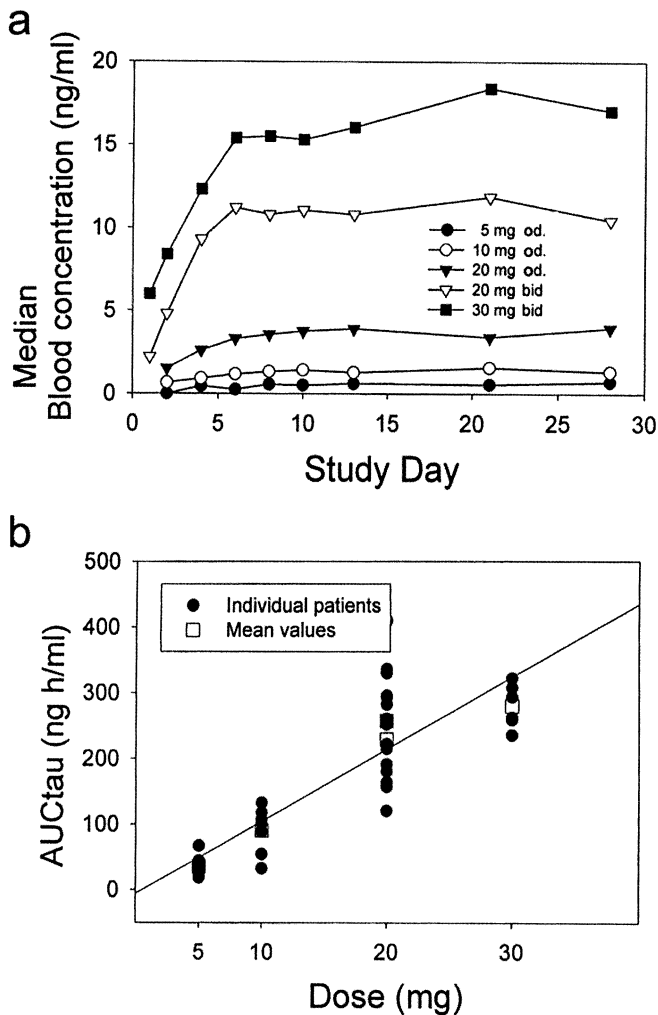 a
Median
Blood concentration (ng/ml)
20
15
10
5
0
5 mg od.
10 mg od.
20 mg od.
20 mg bid
30 mg bid
0 5 10 15 20 25 30
Study Day
b
AUCtau (ng h/ml)
500
400
300
200
100
0
Individual patients
Mean values
5 10 20 30
Dose (mg)